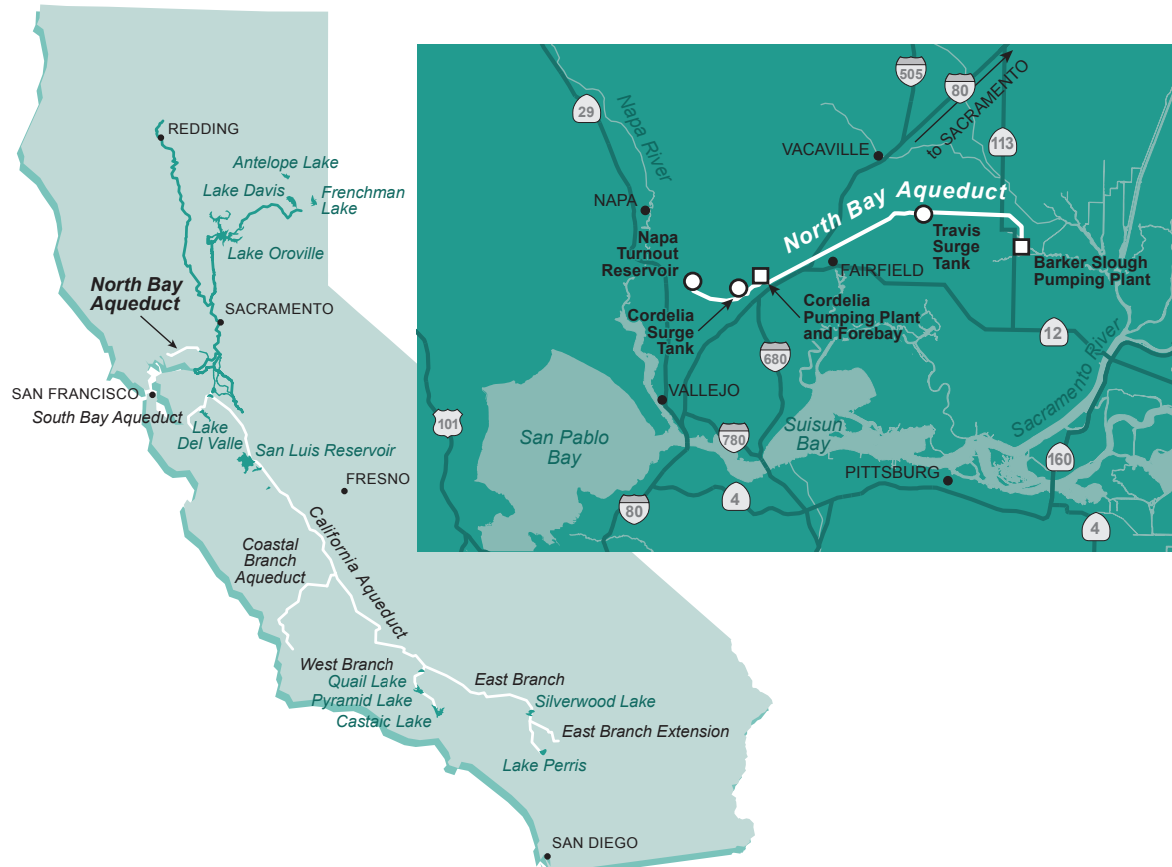 REDDING
Antelope Lake
Lake Davis
Frenchman
Lake
Lake Oroville
North Bay
Aqueduct
SACRAMENTO
SAN FRANCISCO
South Bay Aqueduct
Lake
Del Valle
San Luis Reservoir
FRESNO
California Aqueduct
Coastal
Branch
Aqueduct
West Branch
Quail Lake
Pyramid Lake
Castaic Lake
East Branch
Silverwood Lake
East Branch Extension
Lake Perris
SAN DIEGO
505
80
to SACRAMENTO
29
Napa River
113
VACAVILLE
North Bay Aqueduct
NAPA
Napa
Turnout
Reservoir
Travis
Surge
Tank
Barker Slough
Pumping Plant
FAIRFIELD
Cordelia
Surge
Tank
Cordelia
Pumping Plant
and Forebay
12
680
Sacramento River
VALLEJO
101
San Pablo
Bay
780
Suisun
Bay
160
PITTSBURG
80
4
4